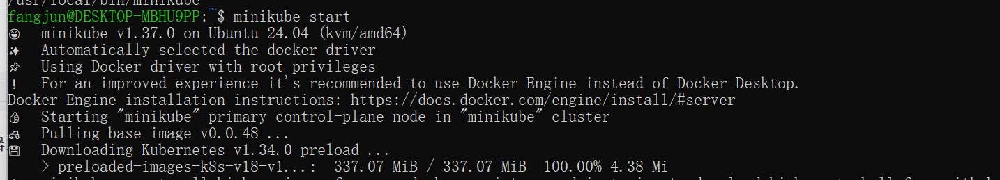 /usr/local/bin/minikube
fangjun@DESKTOP-MBHU9PP:~$ minikube start
😄 minikube v1.37.0 on Ubuntu 24.04 (kvm/amd64)
✨ Automatically selected the docker driver
📌 Using Docker driver with root privileges
❗ For an improved experience it's recommended to use Docker Engine instead of Docker Desktop.
Docker Engine installation instructions: https://docs.docker.com/engine/install/#server
👍 Starting "minikube" primary control-plane node in "minikube" cluster
🚜 Pulling base image v0.0.48 ...
💾 Downloading Kubernetes v1.34.0 preload ...
> preloaded-images-k8s-v18-v1...: 337.07 MiB / 337.07 MiB 100.00% 4.38 Mi